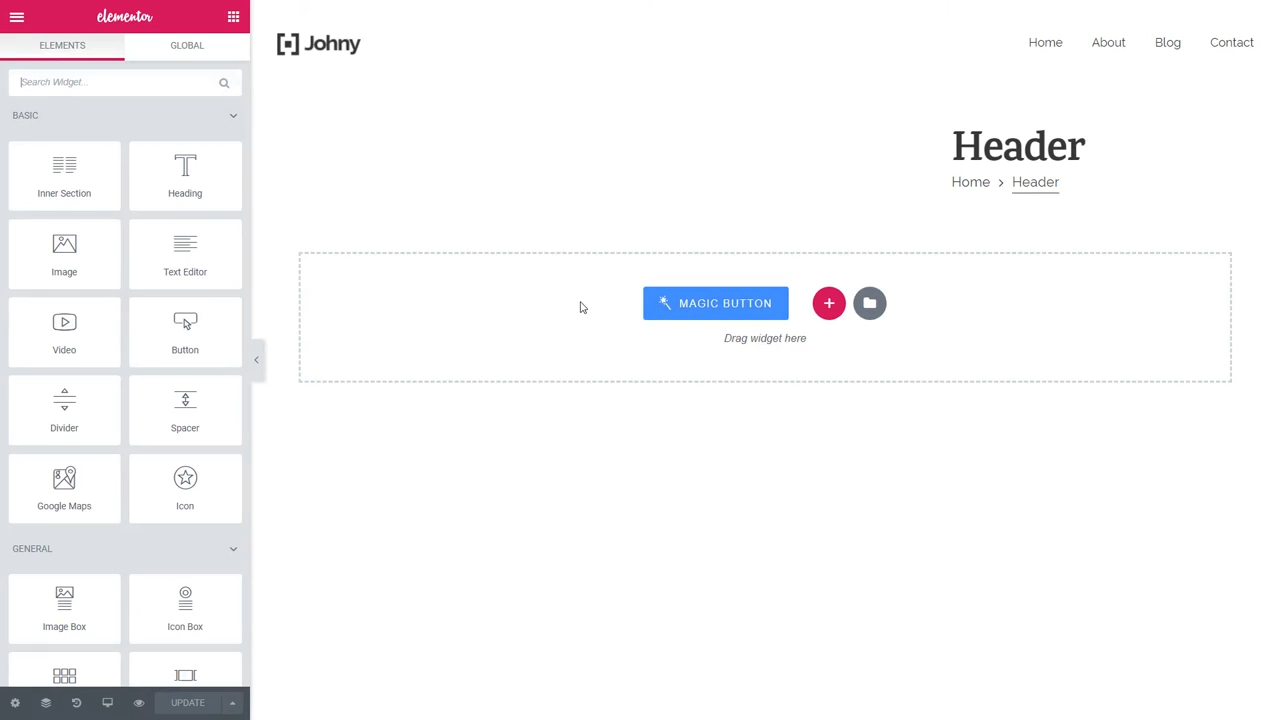 elementor
ELEMENTS GLOBAL
Search Widget...
BASIC
Inner Section Heading
Image Text Editor
Video Button
Divider Spacer
Google Maps Icon
GENERAL
Image Box Icon Box
UPDATE
Johny
Home About Blog Contact
Header
Home > Header
MAGIC BUTTON
Drag widget here